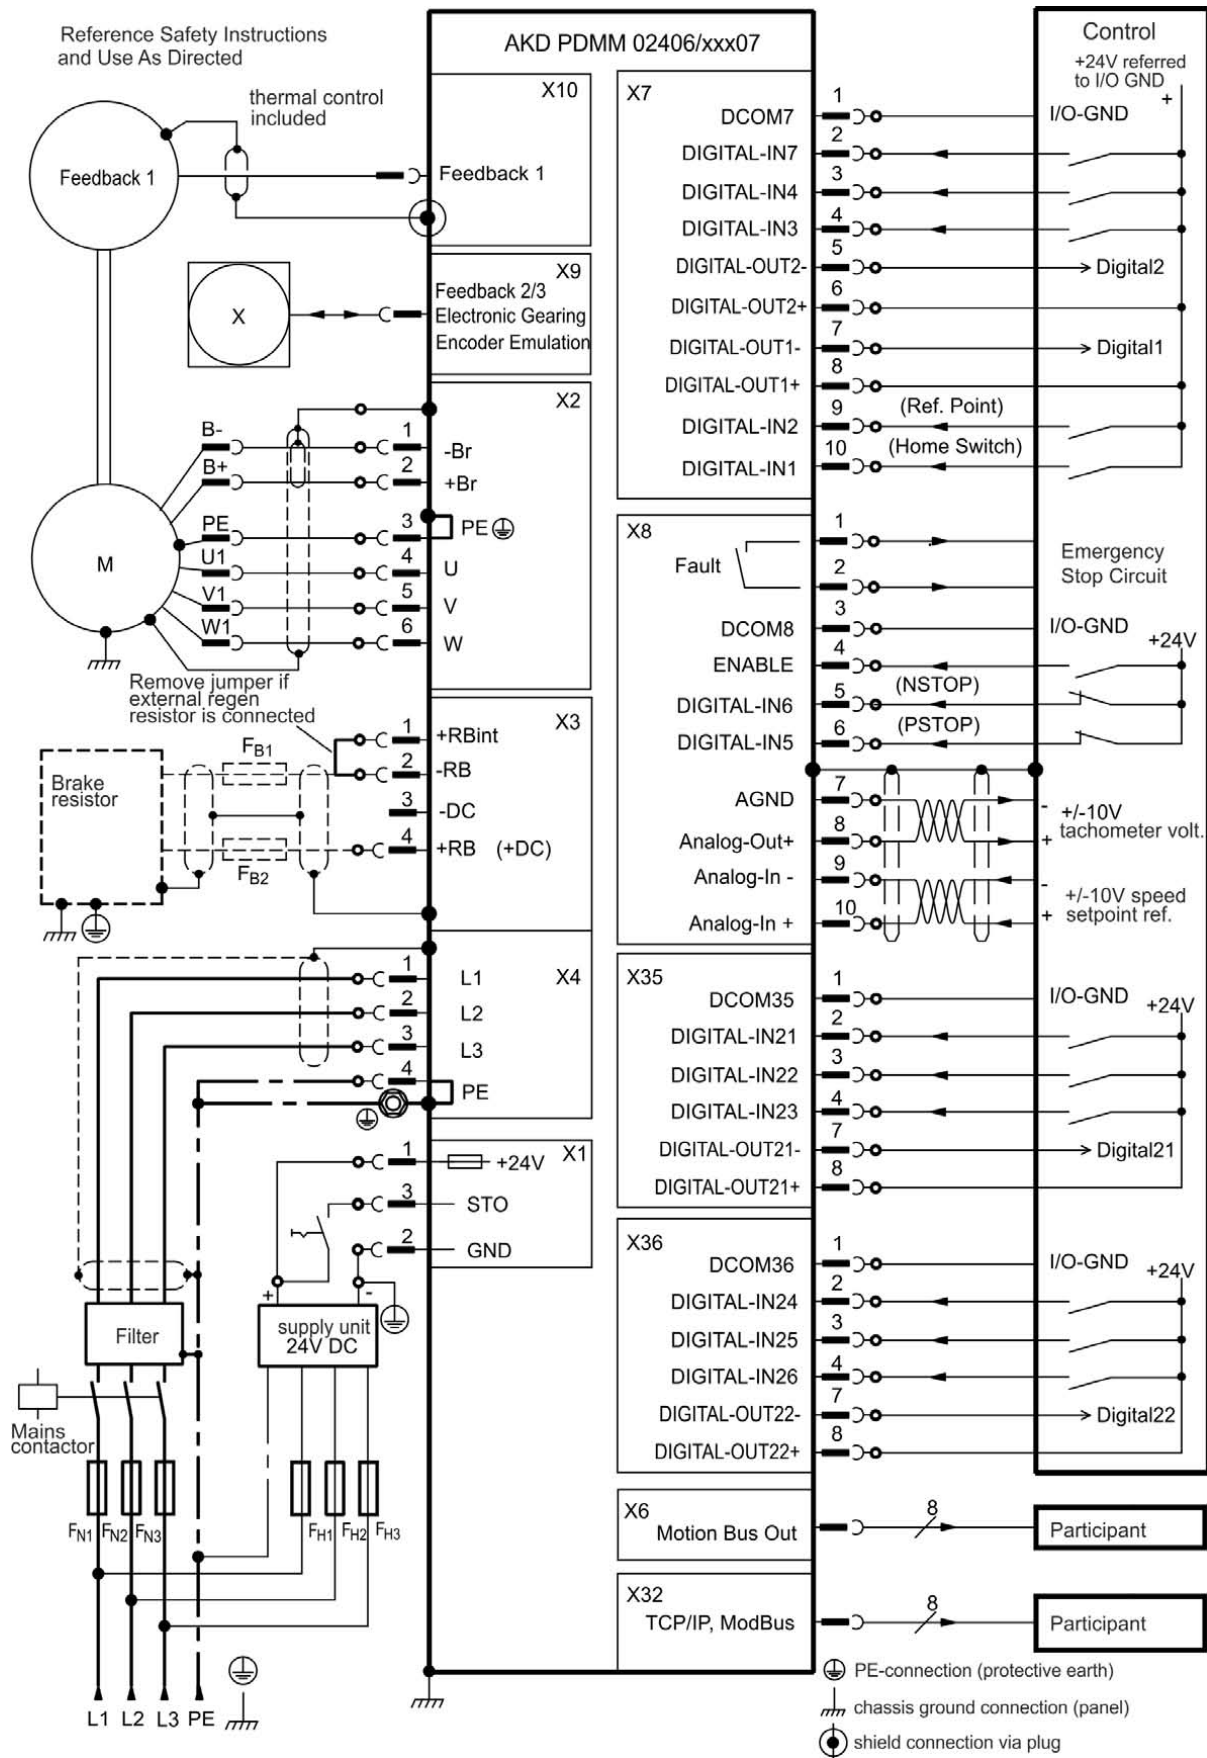 Reference Safety Instructions
and Use As Directed
AKD PDMM 02406/xxx07
Feedback 1
thermal control
included
X10
Feedback 1
X
X9
Feedback 2/3
Electronic Gearing
Encoder Emulation
X2
B- 1 -Br
B+ 2 +Br
PE 3 PE
U1 4 U
V1 5 V
W1 6 W
M
Remove jumper if
external regen
resistor is connected
X3
FB1
FB2
Brake
resistor
1 +RBint
2 -RB
3 -DC
4 +RB (+DC)
X4
1 L1
2 L2
3 L3
4 PE
X1
1 +24V
3 STO
2 GND
+ -
supply unit
24V DC
Filter
Mains
contactor
FN1 FN2 FN3 FH1 FH2 FH3
L1 L2 L3 PE
X7
DCOM7 1 I/O-GND
DIGITAL-IN7 2
DIGITAL-IN4 3
DIGITAL-IN3 4
DIGITAL-OUT2- 5 Digital2
DIGITAL-OUT2+ 6
DIGITAL-OUT1- 7 Digital1
DIGITAL-OUT1+ 8
DIGITAL-IN2 9 (Ref. Point)
DIGITAL-IN1 10 (Home Switch)
Control
+24V referred
to I/O GND
+
X8
Fault 1
2
Emergency
Stop Circuit
DCOM8 3 I/O-GND
+24V
ENABLE 4
DIGITAL-IN6 5 (NSTOP)
DIGITAL-IN5 6 (PSTOP)
AGND 7 -
Analog-Out+ 8 +
+/-10V
tachometer volt.
Analog-In - 9 -
Analog-In + 10 +
+/-10V speed
setpoint ref.
X35
DCOM35 1 I/O-GND
+24V
DIGITAL-IN21 2
DIGITAL-IN22 3
DIGITAL-IN23 4
DIGITAL-OUT21- 7 Digital21
DIGITAL-OUT21+ 8
X36
DCOM36 1 I/O-GND
+24V
DIGITAL-IN24 2
DIGITAL-IN25 3
DIGITAL-IN26 4
DIGITAL-OUT22- 7 Digital22
DIGITAL-OUT22+ 8
X6
Motion Bus Out 8 Participant
X32
TCP/IP, ModBus 8 Participant
PE-connection (protective earth)
chassis ground connection (panel)
shield connection via plug